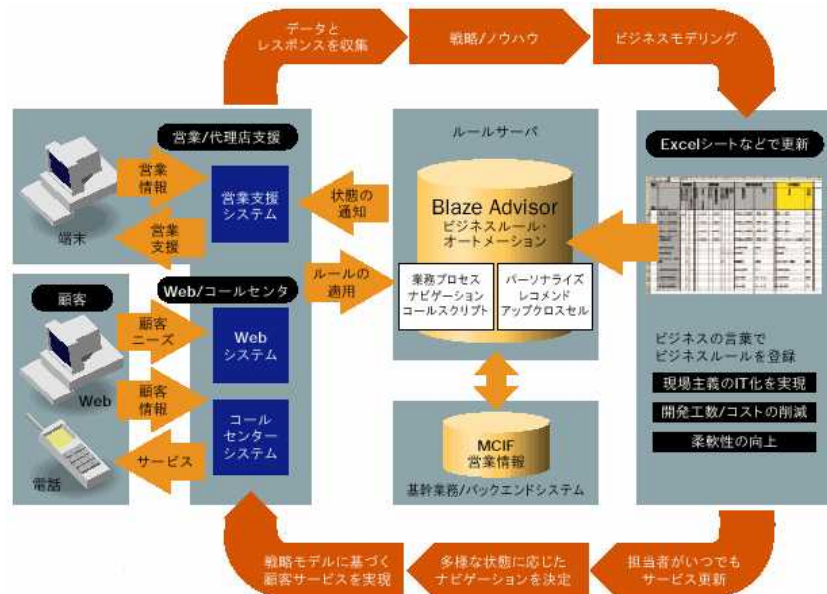 データと
レスポンスを収集
戦略/ノウハウ
ビジネスモデリング
営業/代理店支援
営業
情報
営業支援
システム
端末
営業
支援
状態の
通知
ルールの
適用
ルールサーバ
Blaze Advisor
ビジネスルール・
オートメーション
業務プロセス
ナビゲーション
コールスクリプト
パーソナライズ
レコメンド
アップクロスセル
Excelシートなどで更新
ビジネスの言葉で
ビジネスルールを登録
現場主義のIT化を実現
開発工数/コストの削減
柔軟性の向上
顧客
Web/コールセンタ
顧客
ニーズ
Web
システム
Web
顧客
情報
コール
センター
システム
サービス
電話
MCIF
営業情報
基幹業務/バックエンドシステム
戦略モデルに基づく
顧客サービスを実現
多様な状態に応じた
ナビゲーションを決定
担当者がいつでも
サービス更新